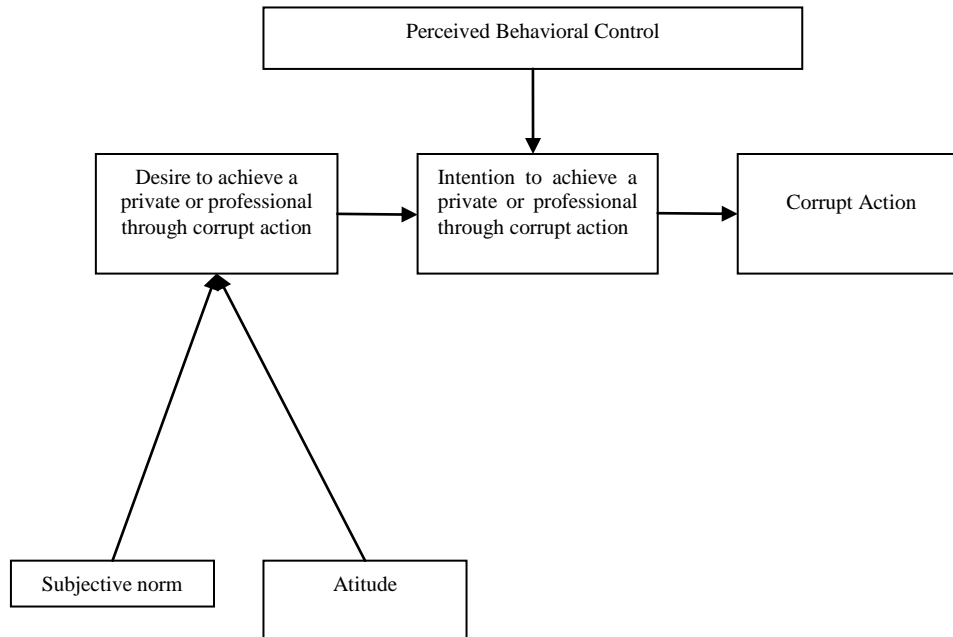 Perceived Behavioral Control
Desire to achieve a
private or professional
through corrupt action
Intention to achieve a
private or professional
through corrupt action
Corrupt Action
Subjective norm
Atitude